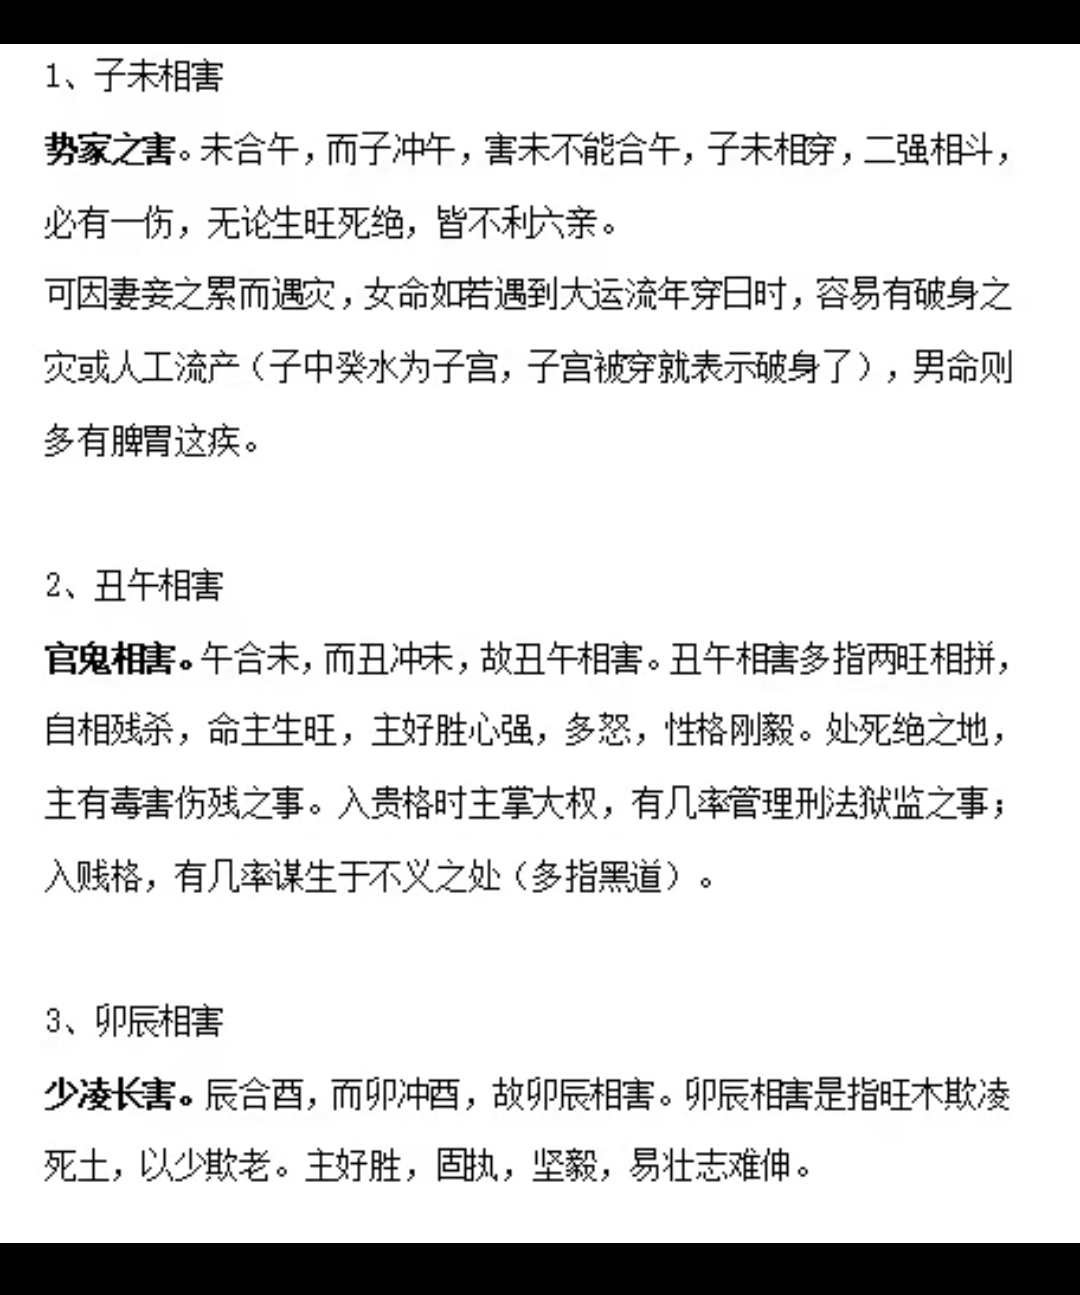 1、子未相害
势家之害。未合午，而子冲午，害未不能合午，子未相穿，二强相斗，
必有一伤，无论生旺死绝，皆不利六亲。
可因妻妾之累而遇灾，女命如若遇到大运流年穿日时，容易有破身之
灾或人工流产（子中癸水为子宫，子宫被穿就表示破身了），男命则
多有脾胃这疾。
2、丑午相害
官鬼相害。午合未，而丑冲未，故丑午相害。丑午相害多指两旺相拼，
自相残杀，命主生旺，主好胜心强，多怒，性格刚毅。处死绝之地，
主有毒害伤残之事。入贵格时主掌大权，有几率管理刑法狱监之事；
入贱格，有几率谋生于不义之处（多指黑道）。
3、卯辰相害
少凌长害。辰合酉，而卯冲酉，故卯辰相害。卯辰相害是指旺木欺凌
死土，以少欺老。主好胜，固执，坚毅，易壮志难伸。